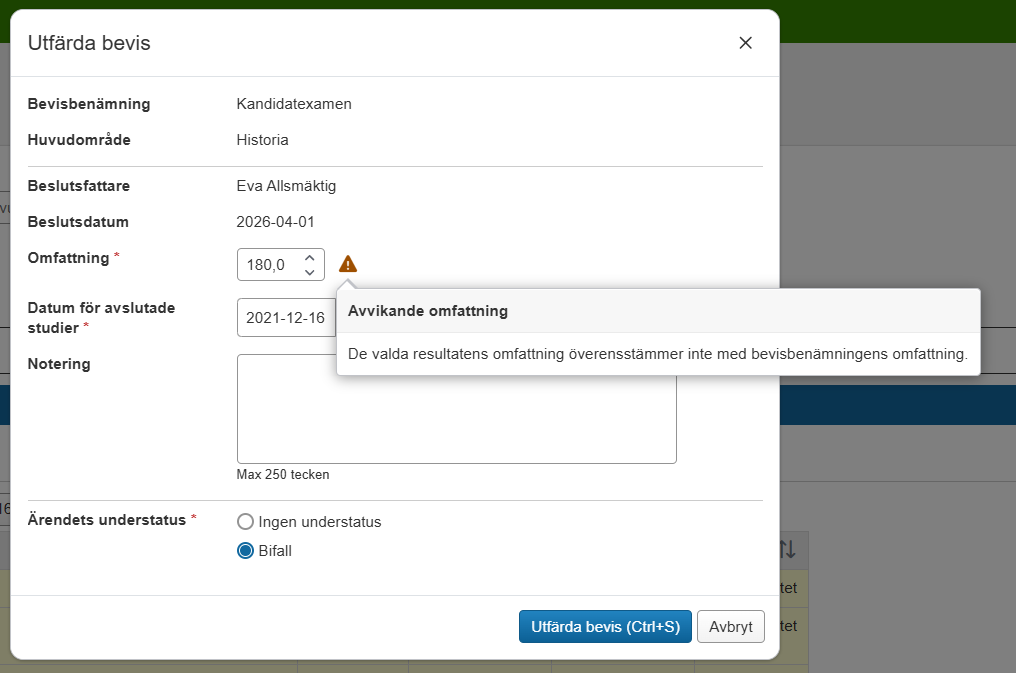 Utfärda bevis
Bevisbenämning Kandidatexamen
Huvudområde Historia
Beslutsfattare Eva Allsmäktig
Beslutsdatum 2026-04-01
Omfattning * 180,0
Datum för avslutade
studier * 2021-12-16
Avvikande omfattning
De valda resultatens omfattning överensstämmer inte med bevisbenämningens omfattning.
Notering
Max 250 tecken
Ärendets understatus * Ingen understatus
Bifall
tet
tet
Utfärda bevis (Ctrl+S) Avbryt